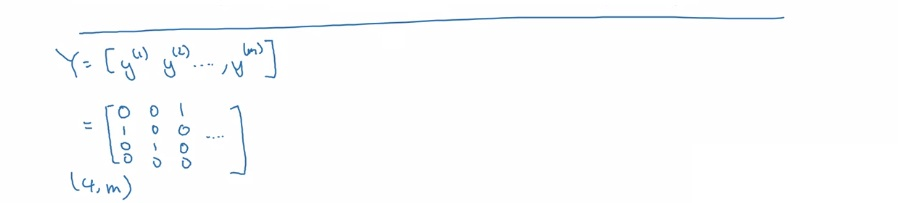 Y = [y^(1) y^(2) ...., y^(m)]
= [0 0 1
1 0 0 ....
0 1 0
0 0 0]
(4,m)